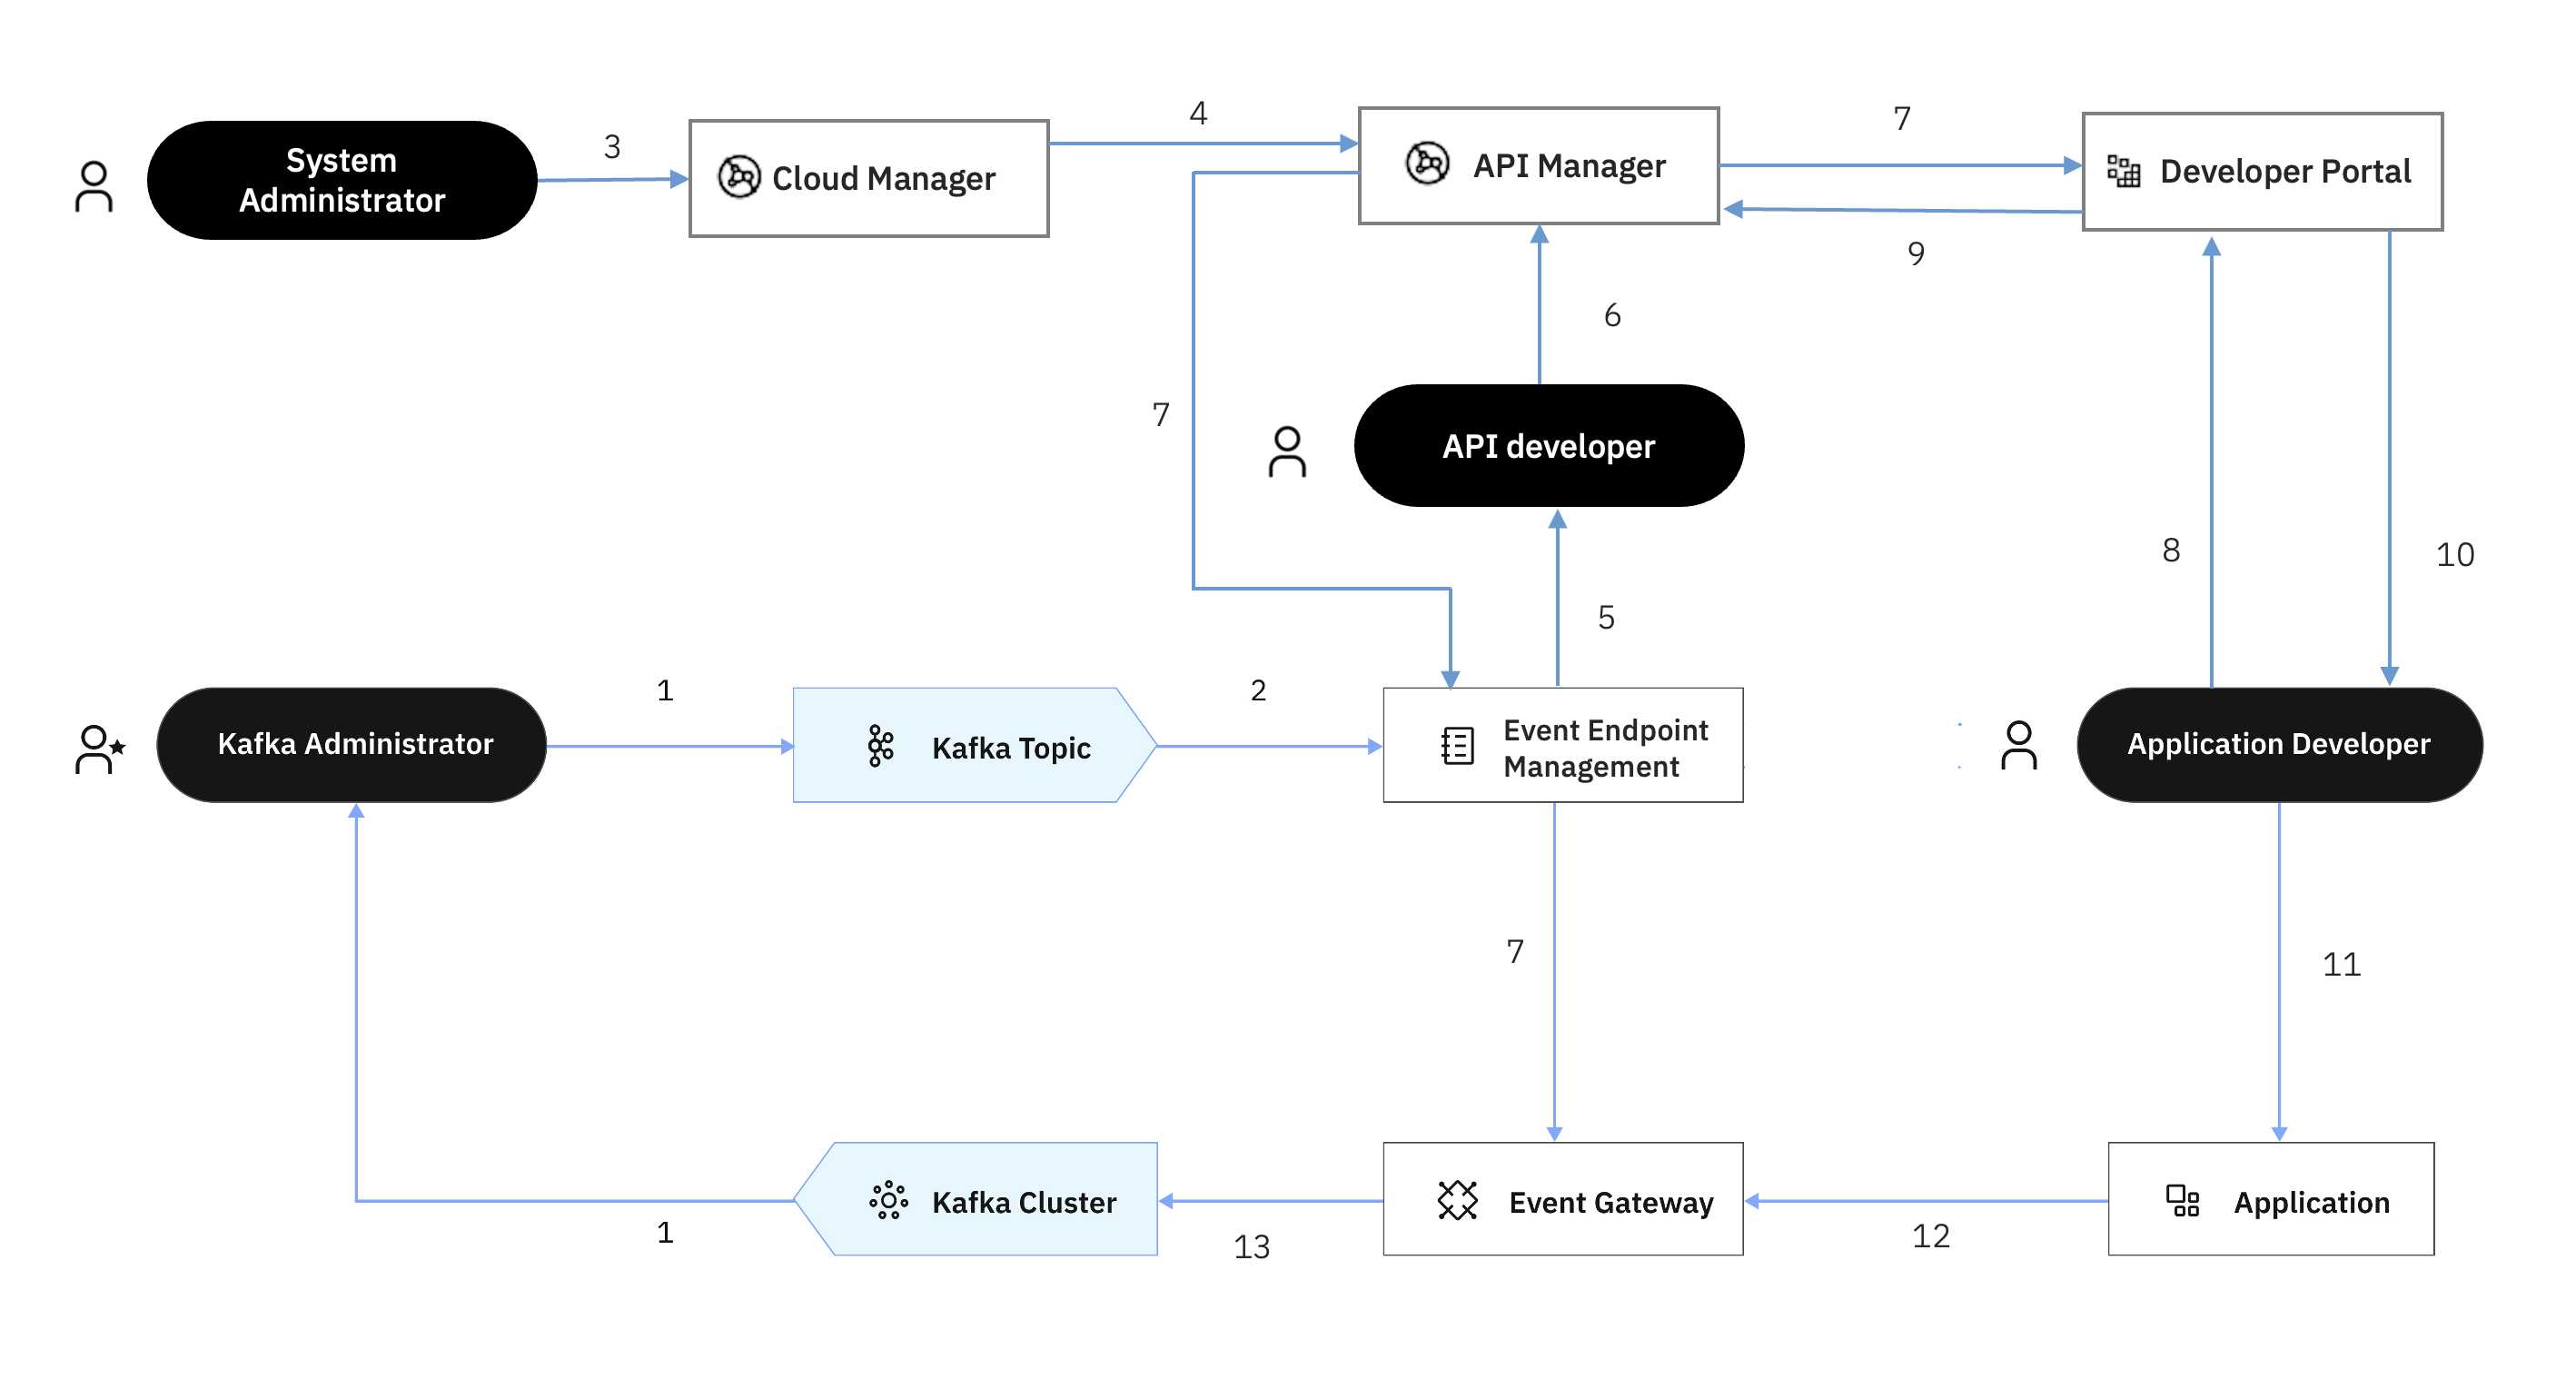 System
Administrator
3
Cloud Manager
4
API Manager
7
Developer Portal
9
6
7
API developer
8
10
5
Kafka Administrator
1
Kafka Topic
2
Event Endpoint
Management
Application Developer
7
11
1
Kafka Cluster
13
Event Gateway
12
Application